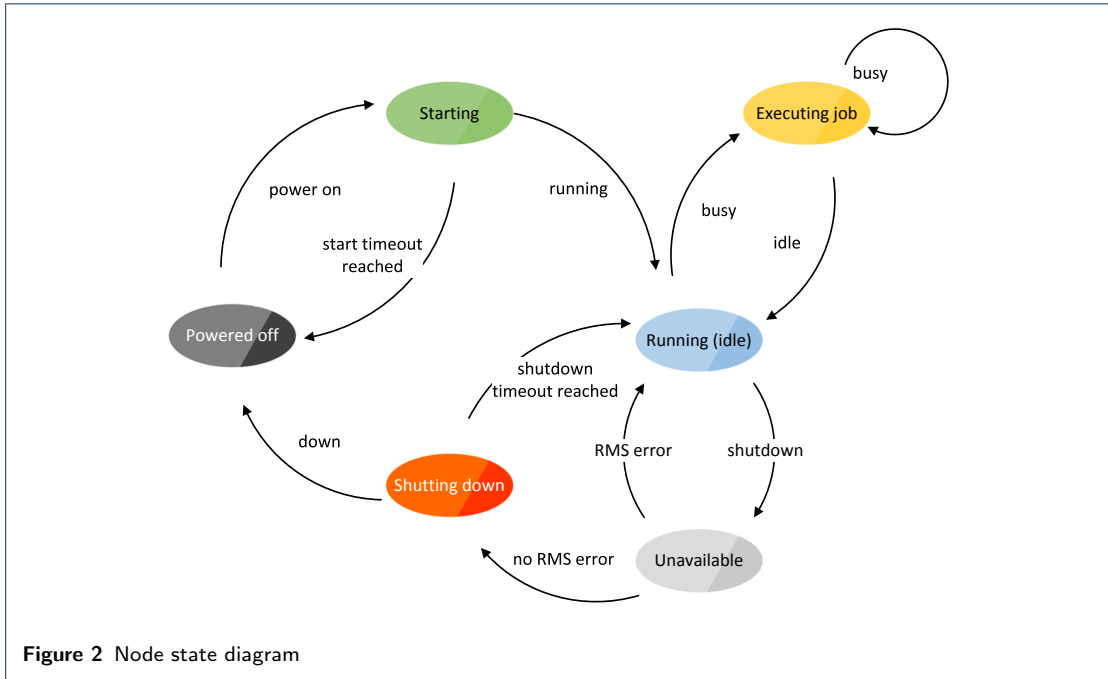 busy
Starting
Executing job
power on
running
busy
start timeout
reached
idle
Powered off
Running (idle)
shutdown
timeout reached
down
RMS error
shutdown
Shutting down
no RMS error
Unavailable
Figure 2 Node state diagram